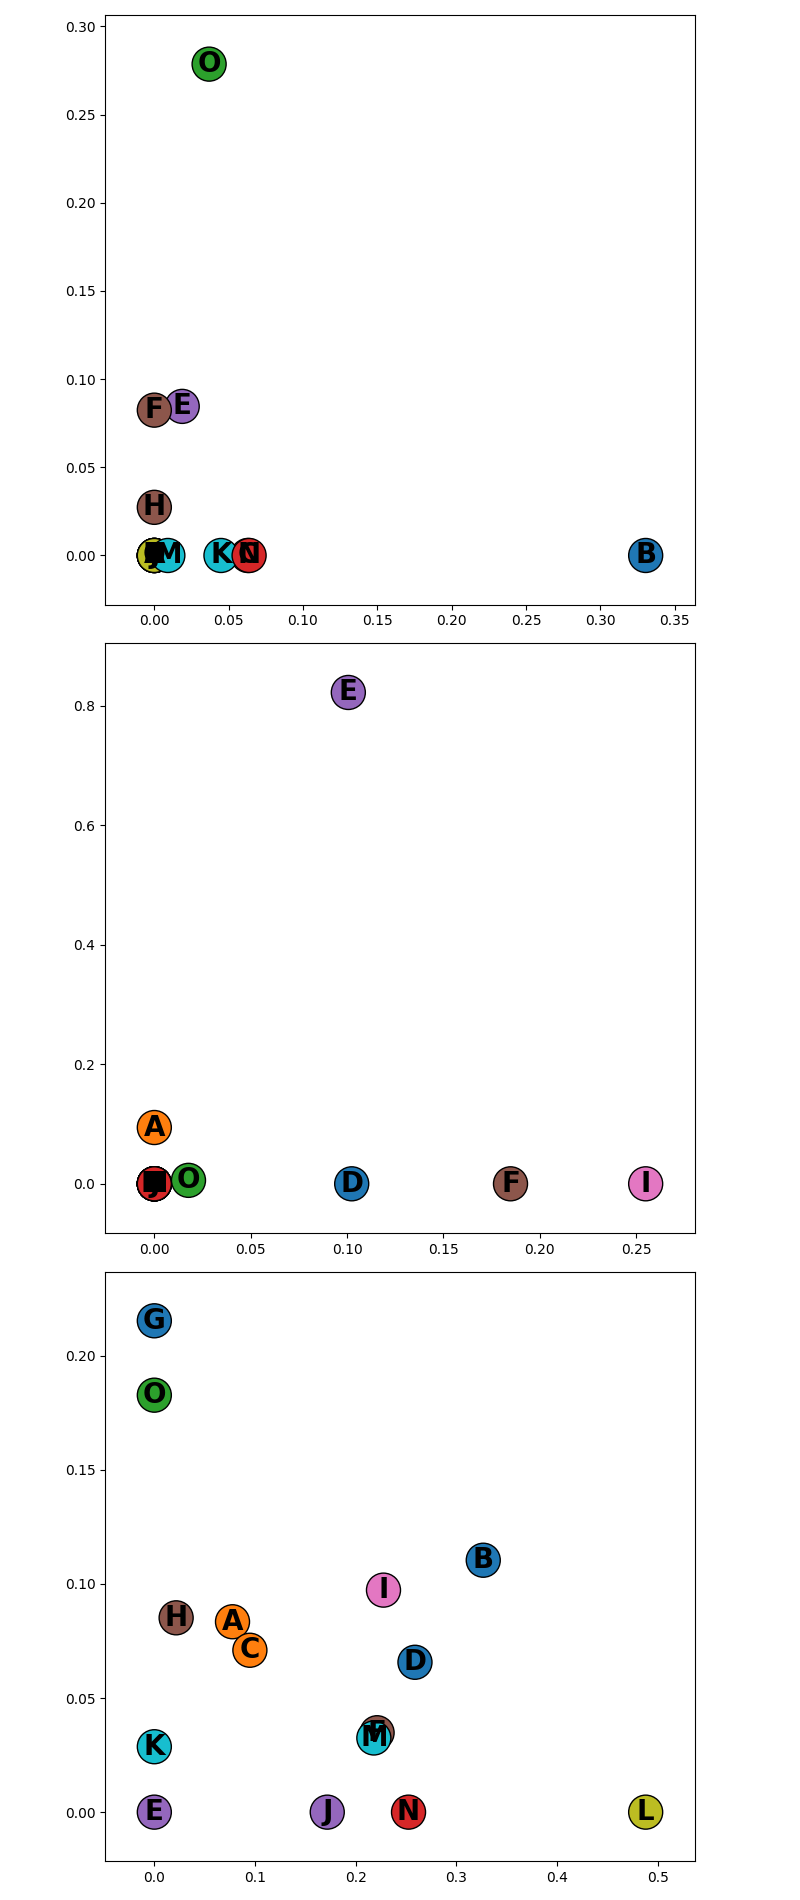 0.30
O
0.25
0.20
0.15
0.10
F E
0.05
H
0.00 M K N B
0.00 0.05 0.10 0.15 0.20 0.25 0.30 0.35
E
0.8
0.6
0.4
0.2
A
0.0 O D F I
0.00 0.05 0.10 0.15 0.20 0.25
G
0.20
O
0.15
B
0.10 I
H A
C
D
0.05
M
K
0.00 E J N L
0.0 0.1 0.2 0.3 0.4 0.5